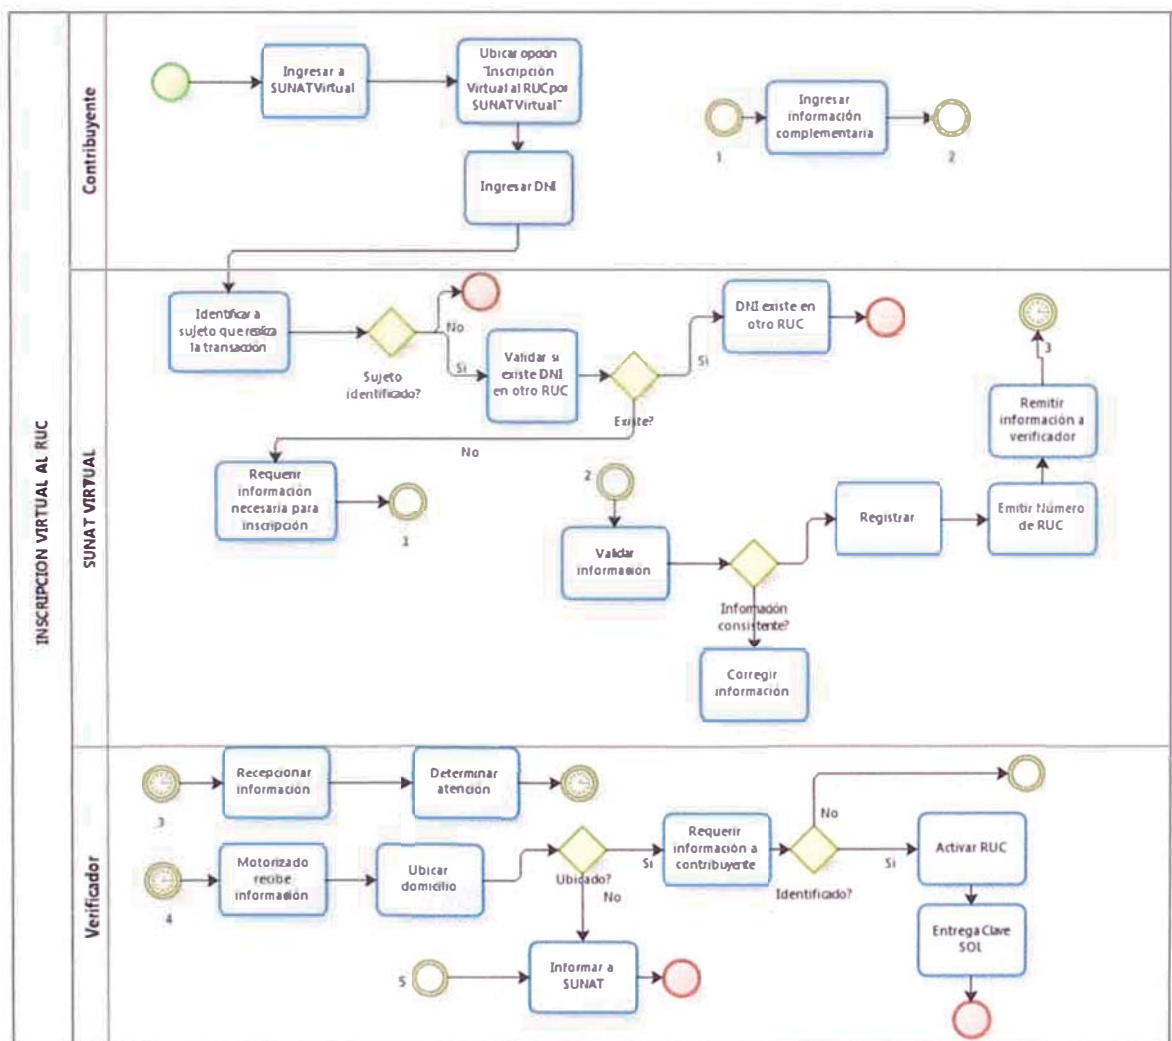 INSCRIPCION VIRTUAL AL RUC
Contribuyente
Ingresar a
SUNAT Virtual
Ubicar opción
"Inscripción
Virtual al RUC por
SUNAT Virtual"
Ingresar DNI
1
Ingresar
información
complementaria
2
SUNAT VIRTUAL
Identificar a
sujeto que realiza
la transacción
Sujeto
identificado?
No
Si
Validar si
existe DNI
en otro RUC
Existe?
Si
No
DNI existe en
otro RUC
3
Remitir
información a
verificador
Requerir
información
necesaria para
inscripción
1
2
Validar
información
Información
consistente?
Registrar
Emitir Número
de RUC
Corregir
información
Verificador
3
Recepcionar
información
Determinar
atención
4
Motorizado
recibe
información
Ubicar
domicilio
Ubicado?
Si
No
Requerir
información a
contribuyente
Identificado?
No
Si
Activar RUC
Entrega Clave
SOL
5
Informar a
SUNAT